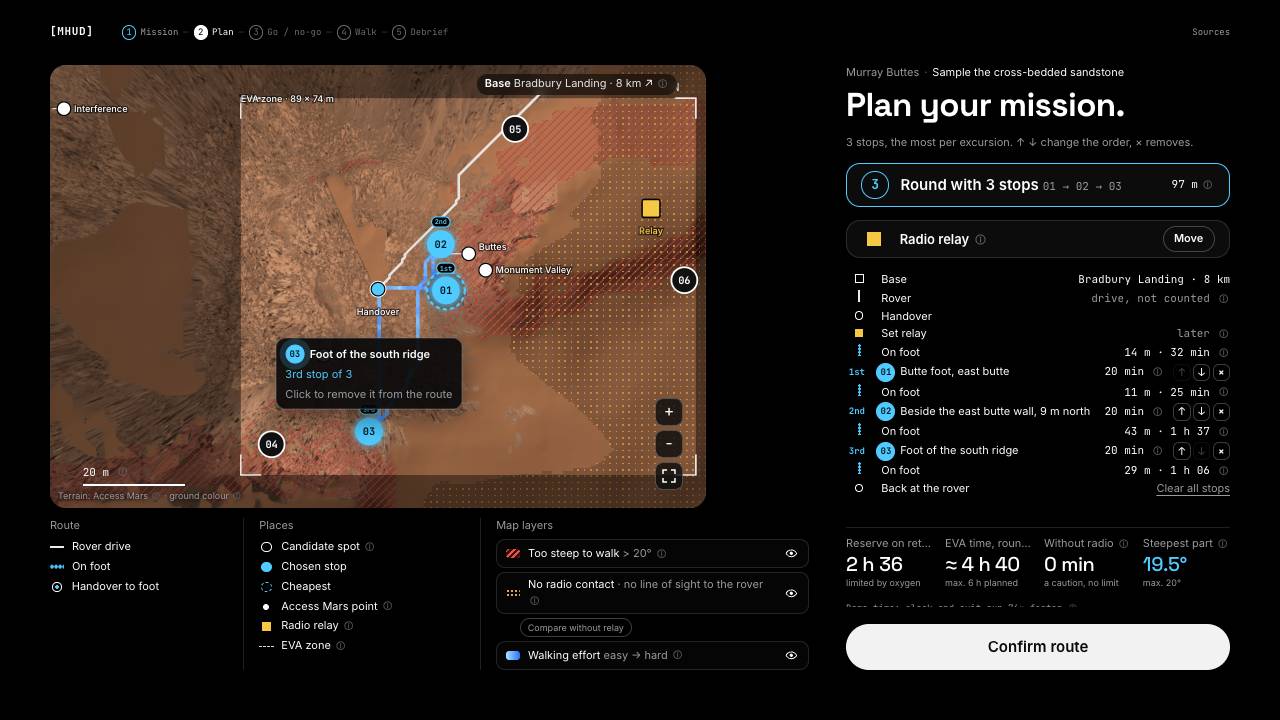 [MHUD]
1 Mission – 2 Plan – 3 Go / no-go – 4 Walk – 5 Debrief
Sources
Base Bradbury Landing · 8 km ↗
N
EVA zone · 89 × 74 m
Interference
05
Relay
2nd
02
Buttes
1st
Monument Valley
01
06
Handover
03 Foot of the south ridge
3rd stop of 3
Click to remove it from the route
03
04
+
−
20 m
Terrain: Access Mars · ground colour
Route
Rover drive
On foot
Handover to foot
Places
Candidate spot
Chosen stop
Cheapest
Access Mars point
Radio relay
EVA zone
Map layers
Too steep to walk > 20°
No radio contact · no line of sight to the rover
Compare without relay
Walking effort easy → hard
Murray Buttes · Sample the cross-bedded sandstone
Plan your mission.
3 stops, the most per excursion. ↑ ↓ change the order, × removes.
3 Round with 3 stops 01 → 02 → 03 97 m
Radio relay Move
Base Bradbury Landing · 8 km
Rover drive, not counted
Handover
Set relay later
On foot 14 m · 32 min
1st 01 Butte foot, east butte 20 min ↑ ↓ ×
On foot 11 m · 25 min
2nd 02 Beside the east butte wall, 9 m north 20 min ↑ ↓ ×
On foot 43 m · 1 h 37
3rd 03 Foot of the south ridge 20 min ↑ ↓ ×
On foot 29 m · 1 h 06
Back at the rover Clear all stops
Reserve on ret… EVA time, roun… Without radio Steepest part
2 h 36 ≈ 4 h 40 0 min 19.5°
limited by oxygen max. 6 h planned a caution, no limit max. 20°
Confirm route